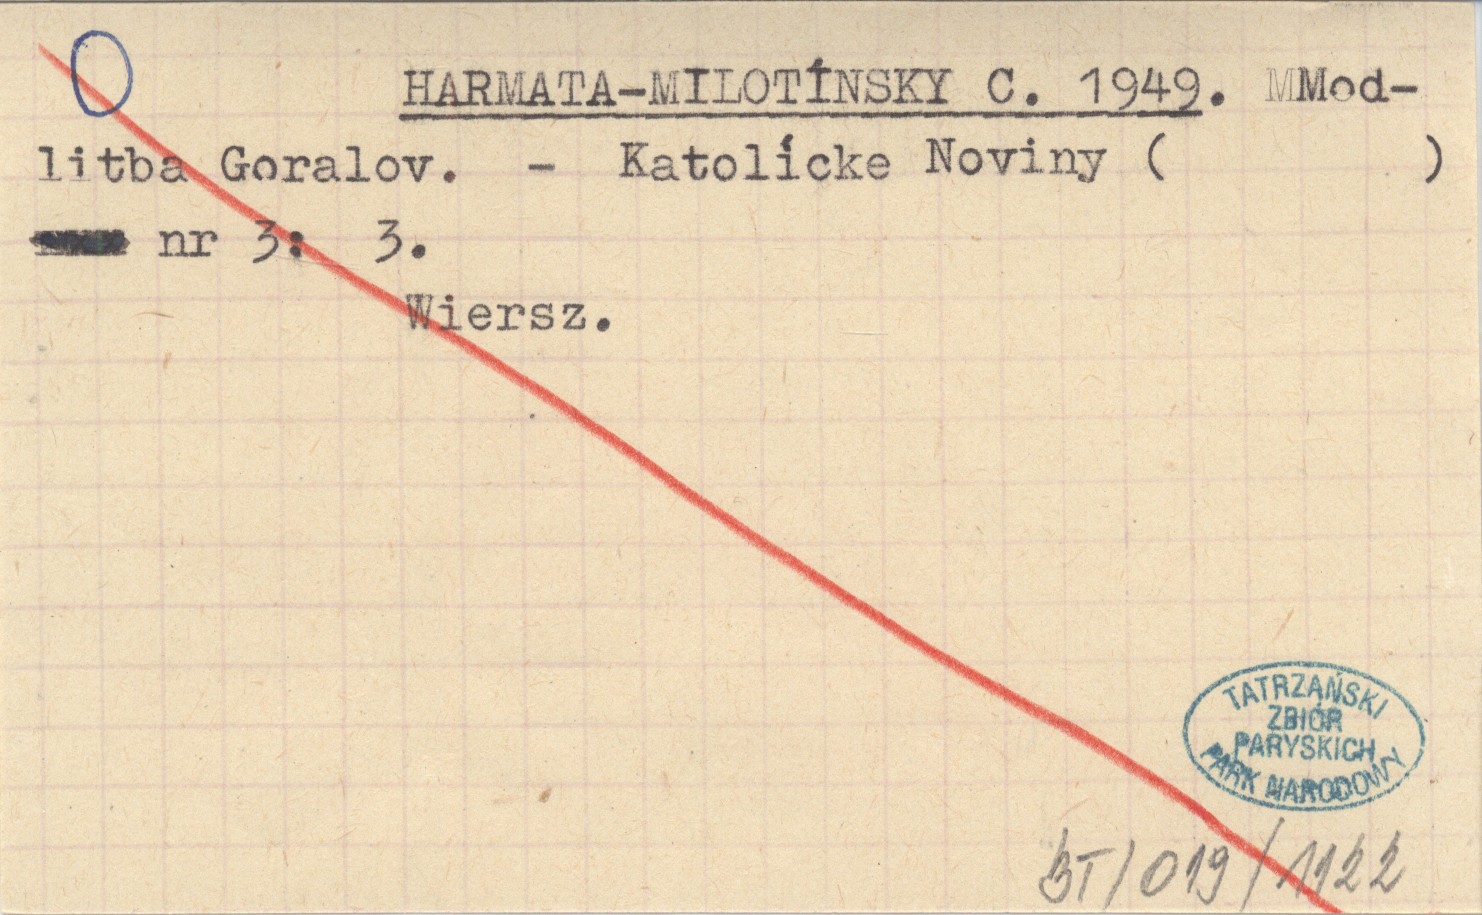 HARMATA-MILOTÍNSKY C. 1949. MMod-
litba Goralov. - Katolícke Noviny ( )
nr 3: 3.
Wiersz.
TATRZAŃSKI
ZBIÓR
PARYSKICH
PARK NARODOWY
BT/019/1122